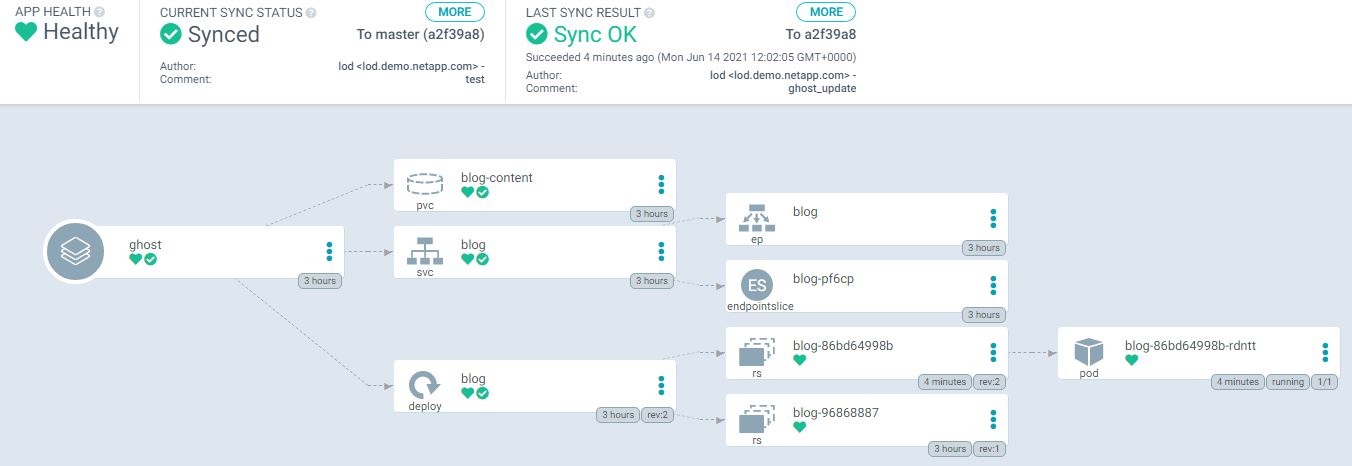 APP HEALTH ?
Healthy
CURRENT SYNC STATUS ?
MORE
Synced
To master (a2f39a8)
Author: lod <lod.demo.netapp.com> -
Comment: test
LAST SYNC RESULT ?
MORE
Sync OK
To a2f39a8
Succeeded 4 minutes ago (Mon Jun 14 2021 12:02:05 GMT+0000)
Author: lod <lod.demo.netapp.com> -
Comment: ghost_update
ghost
3 hours
blog-content
pvc
3 hours
blog
svc
3 hours
blog
deploy
3 hours rev:2
blog
ep
3 hours
ES
blog-pf6cp
endpointslice
3 hours
blog-86bd64998b
rs
4 minutes rev:2
blog-96868887
rs
3 hours rev:1
blog-86bd64998b-rdntt
pod
4 minutes running 1/1